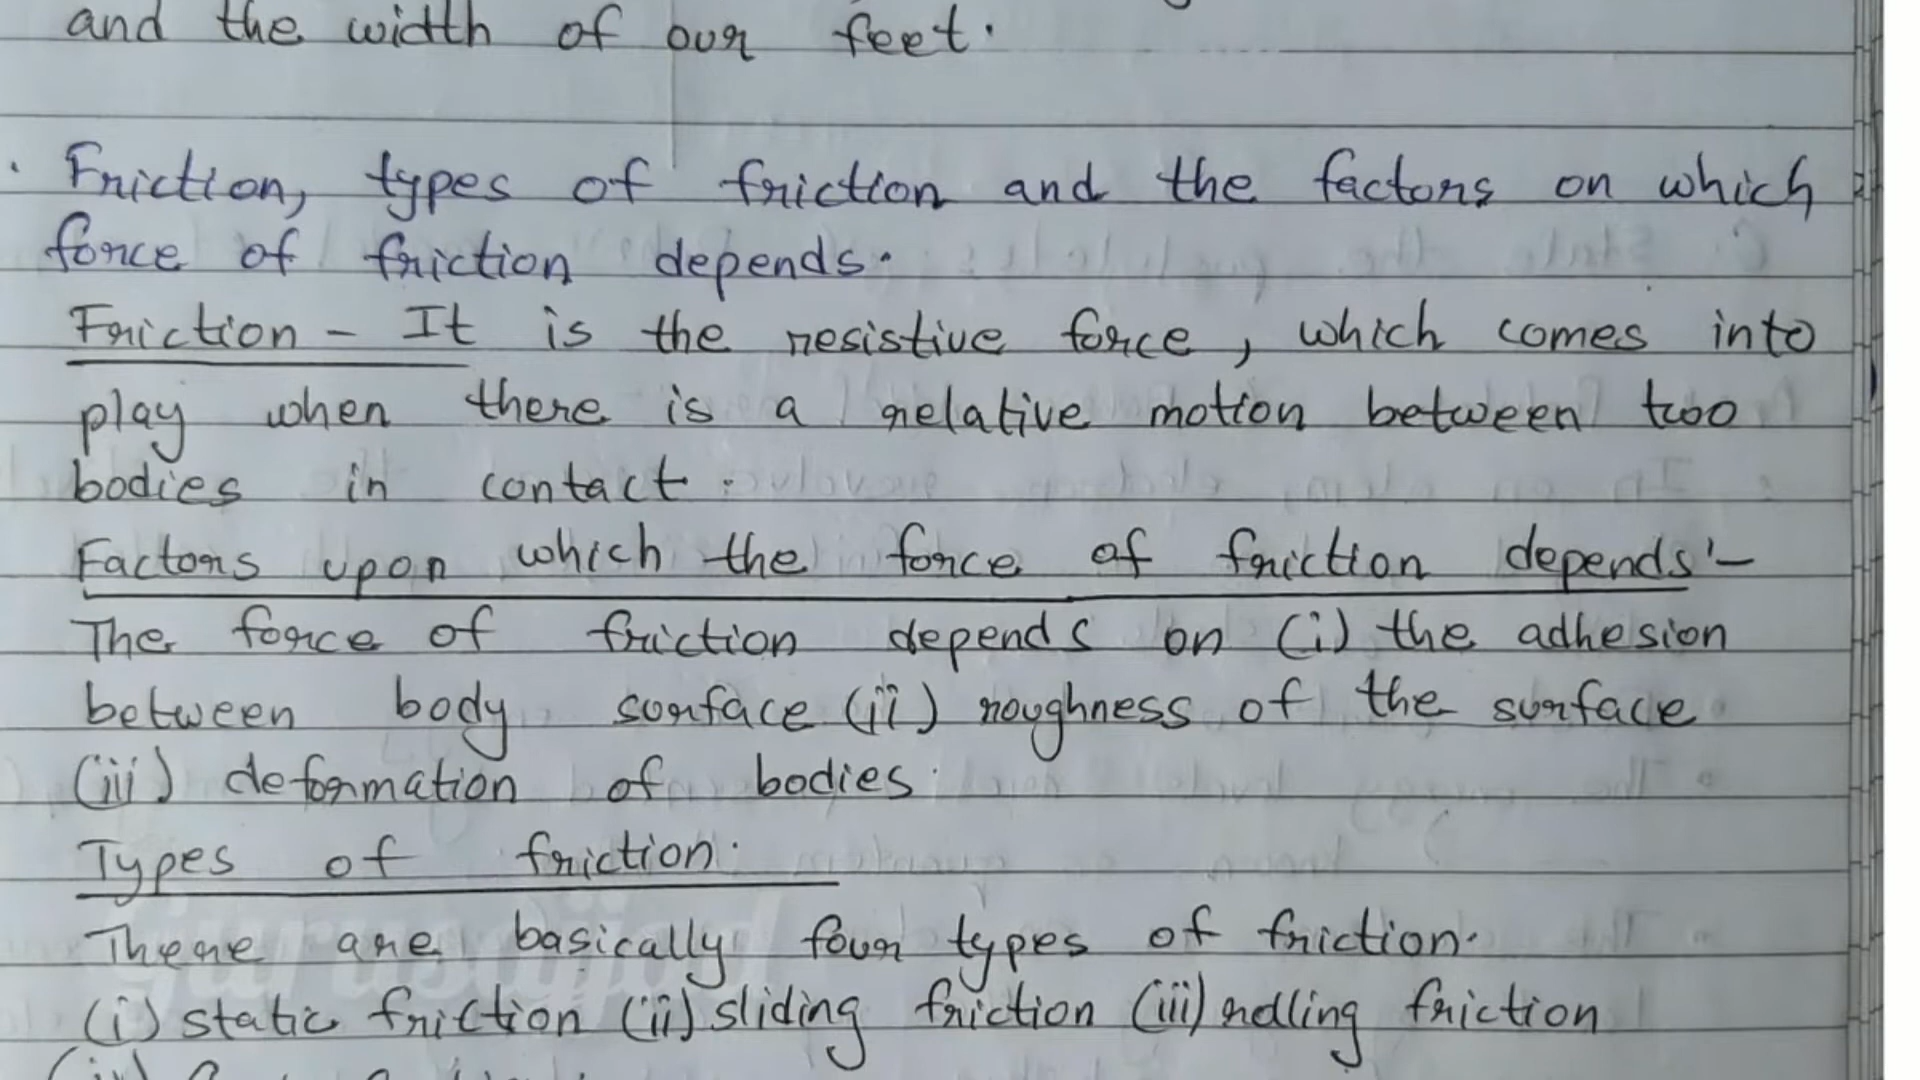 and the width of our feet.
. Friction, types of friction and the factors on which
force of friction depends.
Friction - It is the resistive force, which comes into
play when there is a relative motion between two
bodies in contact.
Factors upon which the force of friction depends :-
The force of friction depends on (i) the adhesion
between body surface (ii) roughness of the surface
(iii) deformation of bodies.
Types of friction.
There are basically four types of friction.
(i) static friction (ii) sliding friction (iii) rolling friction